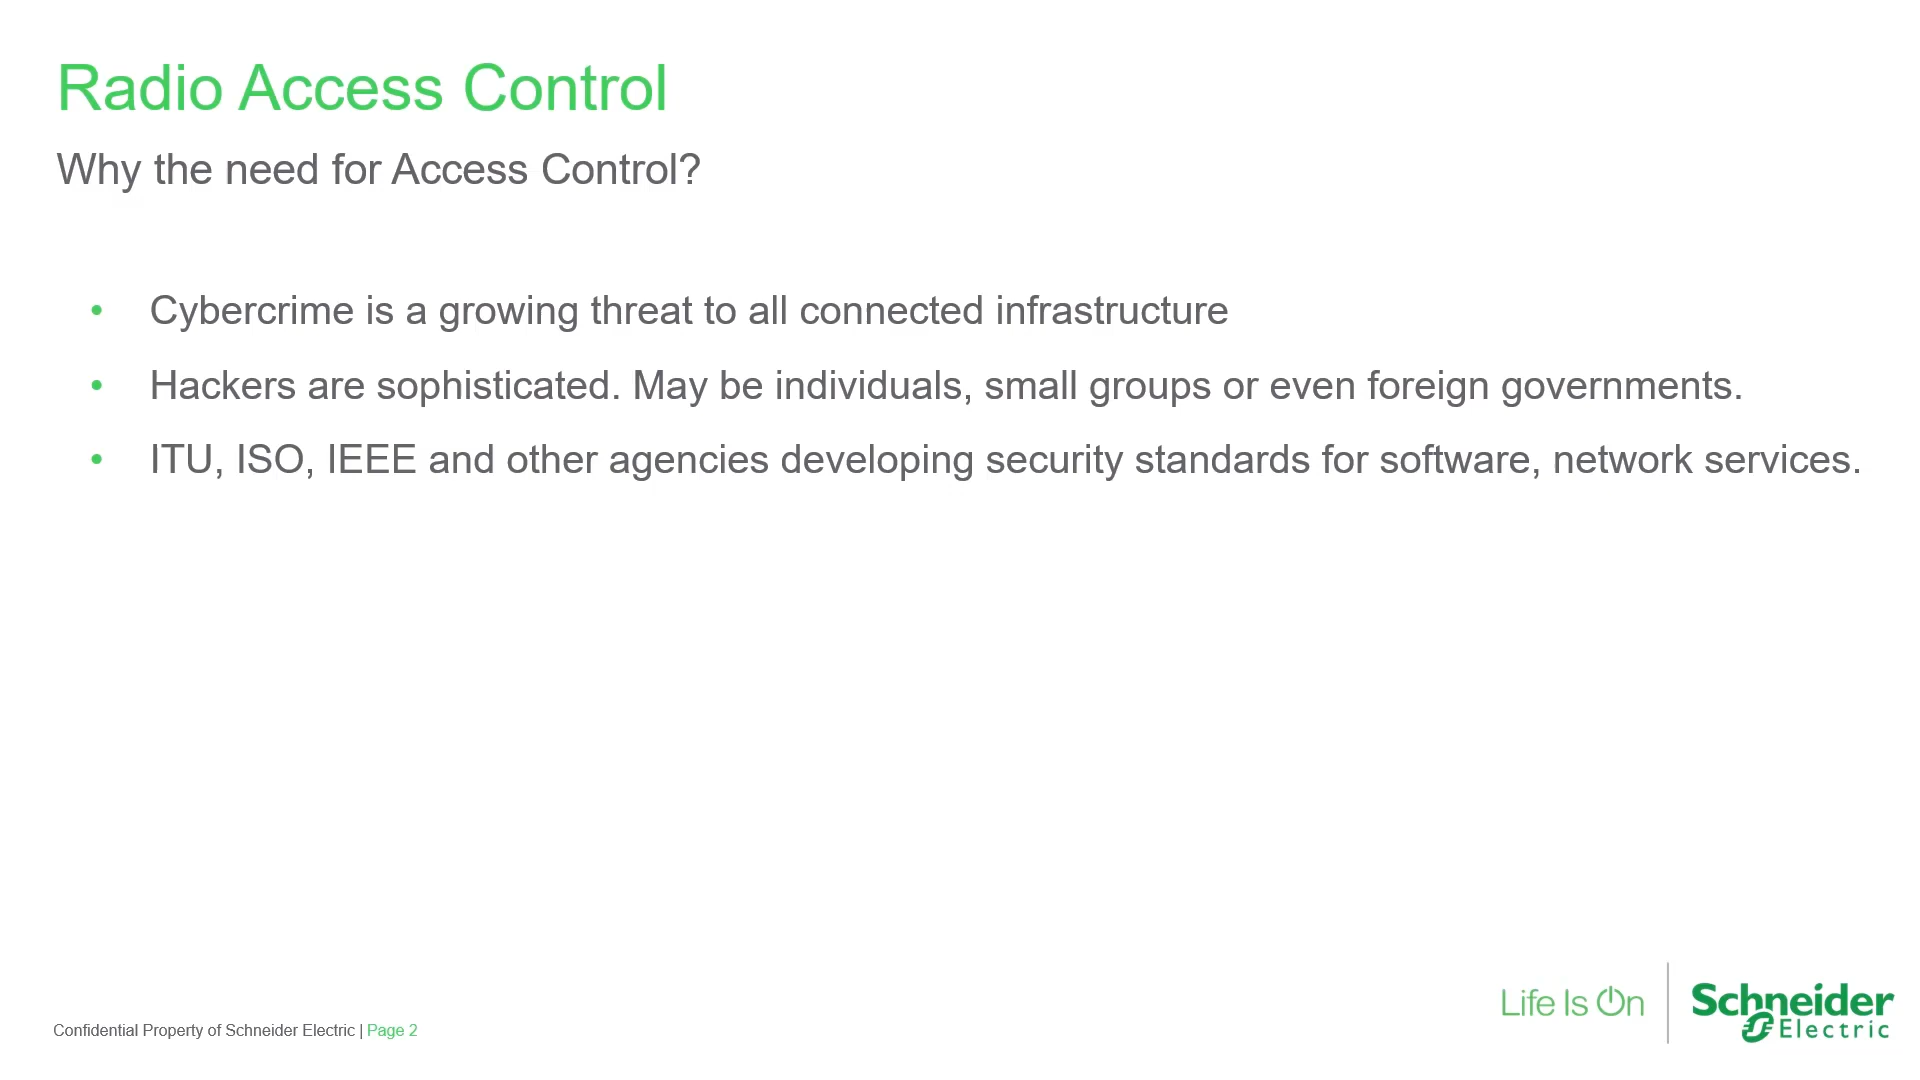 Radio Access Control
Why the need for Access Control?
• Cybercrime is a growing threat to all connected infrastructure
• Hackers are sophisticated. May be individuals, small groups or even foreign governments.
• ITU, ISO, IEEE and other agencies developing security standards for software, network services.
Confidential Property of Schneider Electric | Page 2
Life Is On
Schneider
Electric